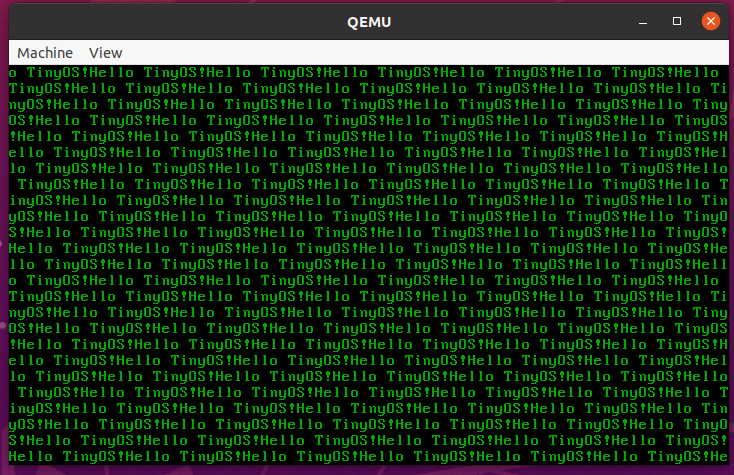 QEMU
Machine View
o TinyOS!Hello TinyOS!Hello TinyOS!Hello TinyOS!Hello TinyOS!Hello TinyOS!Hello
TinyOS!Hello TinyOS!Hello TinyOS!Hello TinyOS!Hello TinyOS!Hello TinyOS!Hello Ti
nyOS!Hello TinyOS!Hello TinyOS!Hello TinyOS!Hello TinyOS!Hello TinyOS!Hello Tiny
OS!Hello TinyOS!Hello TinyOS!Hello TinyOS!Hello TinyOS!Hello TinyOS!Hello TinyOS
!Hello TinyOS!Hello TinyOS!Hello TinyOS!Hello TinyOS!Hello TinyOS!Hello TinyOS!H
ello TinyOS!Hello TinyOS!Hello TinyOS!Hello TinyOS!Hello TinyOS!Hello TinyOS!Hel
lo TinyOS!Hello TinyOS!Hello TinyOS!Hello TinyOS!Hello TinyOS!Hello TinyOS!Hello
 TinyOS!Hello TinyOS!Hello TinyOS!Hello TinyOS!Hello TinyOS!Hello TinyOS!Hello T
inyOS!Hello TinyOS!Hello TinyOS!Hello TinyOS!Hello TinyOS!Hello TinyOS!Hello Tin
yOS!Hello TinyOS!Hello TinyOS!Hello TinyOS!Hello TinyOS!Hello TinyOS!Hello TinyO
S!Hello TinyOS!Hello TinyOS!Hello TinyOS!Hello TinyOS!Hello TinyOS!Hello TinyOS!
Hello TinyOS!Hello TinyOS!Hello TinyOS!Hello TinyOS!Hello TinyOS!Hello TinyOS!He
llo TinyOS!Hello TinyOS!Hello TinyOS!Hello TinyOS!Hello TinyOS!Hello TinyOS!Hell
o TinyOS!Hello TinyOS!Hello TinyOS!Hello TinyOS!Hello TinyOS!Hello TinyOS!Hello
TinyOS!Hello TinyOS!Hello TinyOS!Hello TinyOS!Hello TinyOS!Hello TinyOS!Hello Ti
nyOS!Hello TinyOS!Hello TinyOS!Hello TinyOS!Hello TinyOS!Hello TinyOS!Hello Tiny
OS!Hello TinyOS!Hello TinyOS!Hello TinyOS!Hello TinyOS!Hello TinyOS!Hello TinyOS
!Hello TinyOS!Hello TinyOS!Hello TinyOS!Hello TinyOS!Hello TinyOS!Hello TinyOS!H
ello TinyOS!Hello TinyOS!Hello TinyOS!Hello TinyOS!Hello TinyOS!Hello TinyOS!Hel
lo TinyOS!Hello TinyOS!Hello TinyOS!Hello TinyOS!Hello TinyOS!Hello TinyOS!Hello
 TinyOS!Hello TinyOS!Hello TinyOS!Hello TinyOS!Hello TinyOS!Hello TinyOS!Hello T
inyOS!Hello TinyOS!Hello TinyOS!Hello TinyOS!Hello TinyOS!Hello TinyOS!Hello Tin
yOS!Hello TinyOS!Hello TinyOS!Hello TinyOS!Hello TinyOS!Hello TinyOS!Hello TinyO
S!Hello TinyOS!Hello TinyOS!Hello TinyOS!Hello TinyOS!Hello TinyOS!Hello TinyOS!
Hello TinyOS!Hello TinyOS!Hello TinyOS!Hello TinyOS!Hello TinyOS!Hello TinyOS!He